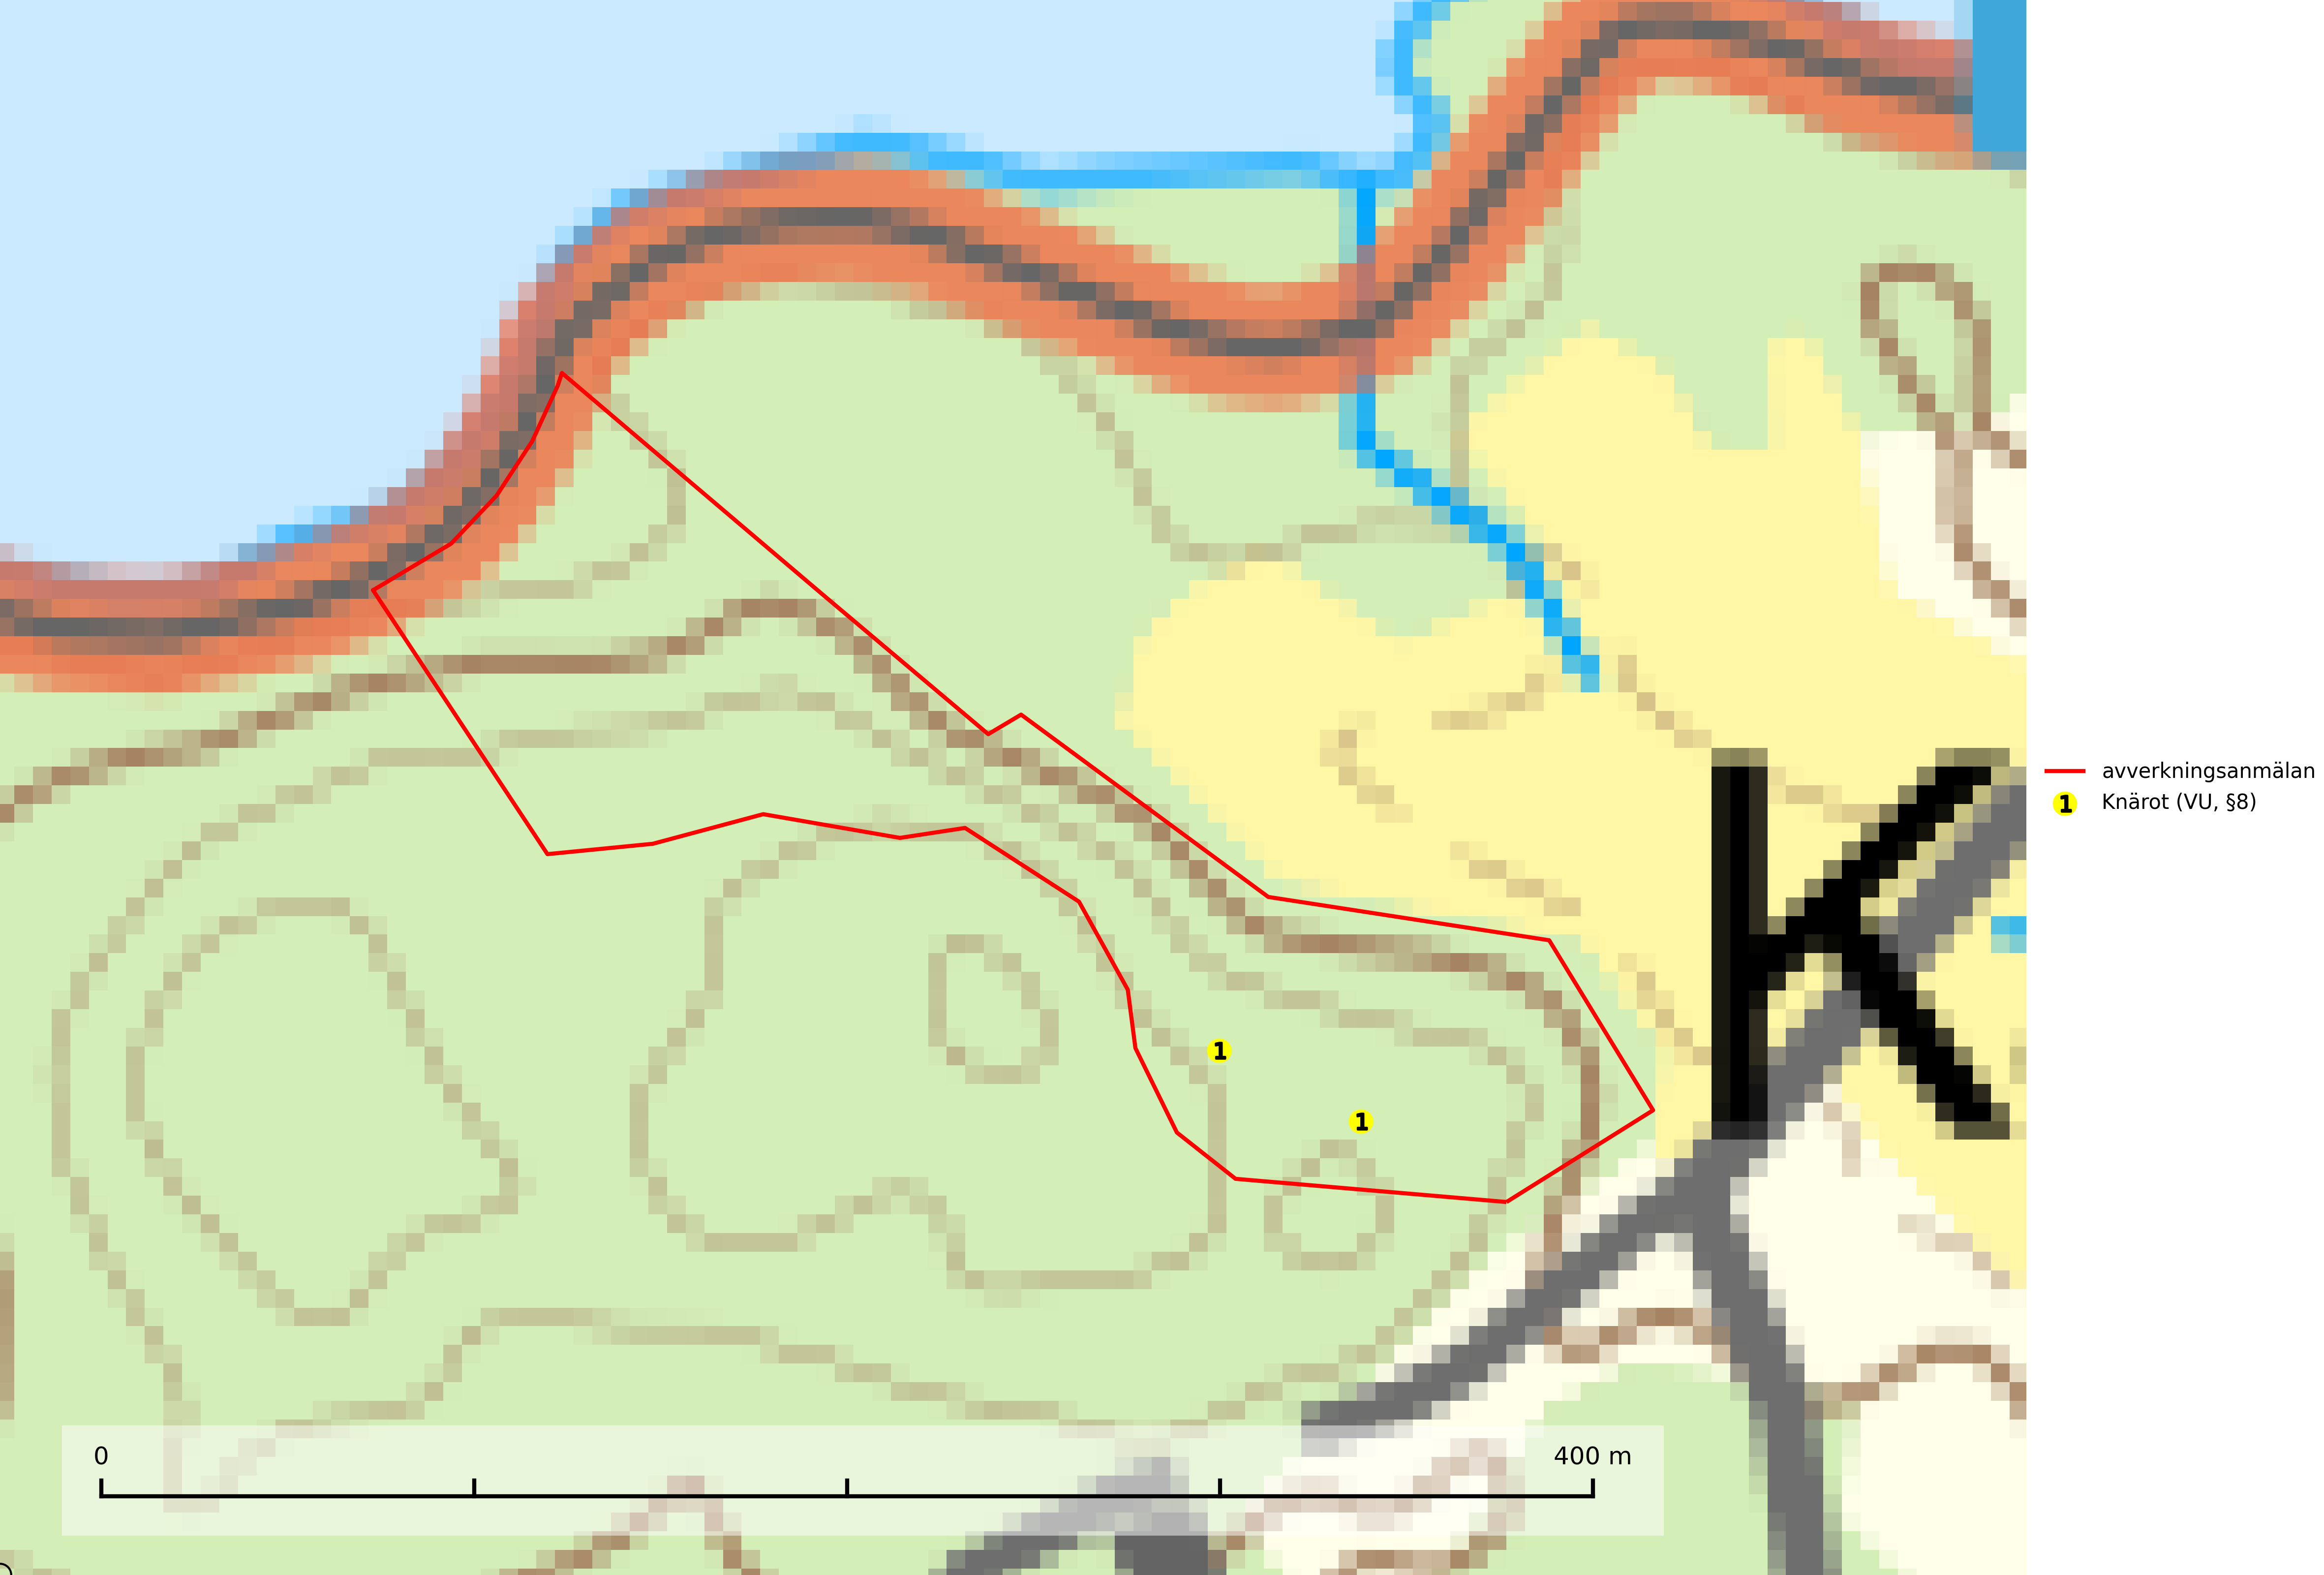 avverkningsanmälan
1 Knärot (VU, §8)
1
1
0 400 m